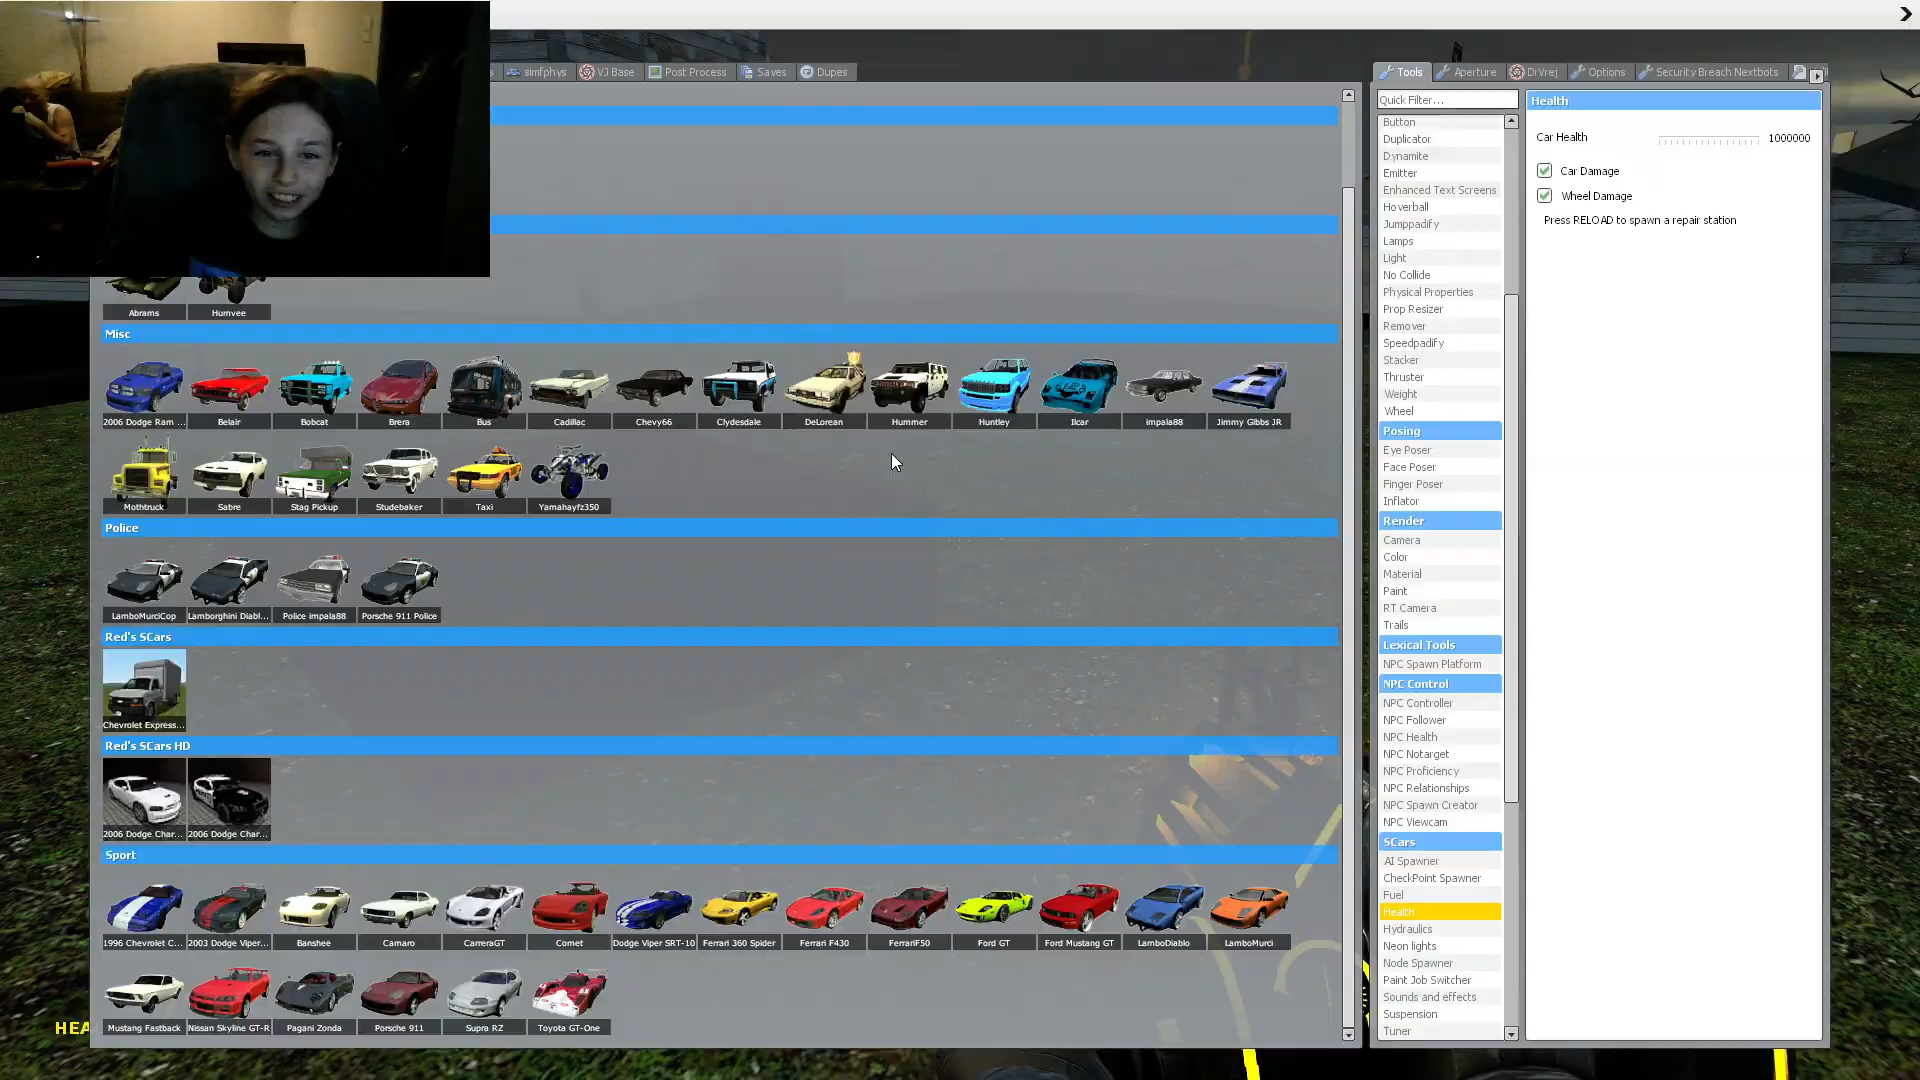 simfphys VJ Base Post Process Saves Dupes
Abrams Humvee
Misc
2006 Dodge Ram ... Belair Bobcat Brera Bus Cadillac Chevy66 Clydesdale DeLorean Hummer Huntley Ilcar impala88 Jimmy Gibbs JR
Mothtruck Sabre Stag Pickup Studebaker Taxi Yamahayfz350
Police
LamboMurciCop Lamborghini Diabl... Police impala88 Porsche 911 Police
Red's SCars
Chevrolet Express...
Red's SCars HD
2006 Dodge Char... 2006 Dodge Char...
Sport
1996 Chevrolet C... 2003 Dodge Viper... Banshee Camaro CarreraGT Comet Dodge Viper SRT-10 Ferrari 360 Spider Ferrari F430 FerrariF50 Ford GT Ford Mustang GT LamboDiablo LamboMurci
Mustang Fastback Nissan Skyline GT-R Pagani Zonda Porsche 911 Supra RZ Toyota GT-One
HEA
Tools Aperture DrVrej Options Security Breach Nextbots
Quick Filter...
Button
Duplicator
Dynamite
Emitter
Enhanced Text Screens
Hoverball
Jumppadify
Lamps
Light
No Collide
Physical Properties
Prop Resizer
Remover
Speedpadify
Stacker
Thruster
Weight
Wheel
Posing
Eye Poser
Face Poser
Finger Poser
Inflator
Render
Camera
Color
Material
Paint
RT Camera
Trails
Lexical Tools
NPC Spawn Platform
NPC Control
NPC Controller
NPC Follower
NPC Health
NPC Notarget
NPC Proficiency
NPC Relationships
NPC Spawn Creator
NPC Viewcam
SCars
AI Spawner
CheckPoint Spawner
Fuel
Health
Hydraulics
Neon lights
Node Spawner
Paint Job Switcher
Sounds and effects
Suspension
Tuner
Health
Car Health 1000000
Car Damage
Wheel Damage
Press RELOAD to spawn a repair station